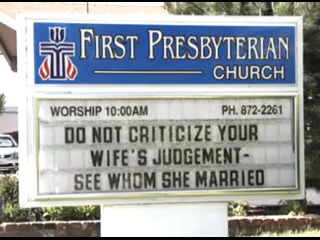 FIRST PRESBYTERIAN
CHURCH
WORSHIP 10:00AM PH. 872-2261
DO NOT CRITICIZE YOUR
WIFE'S JUDGEMENT-
SEE WHOM SHE MARRIED